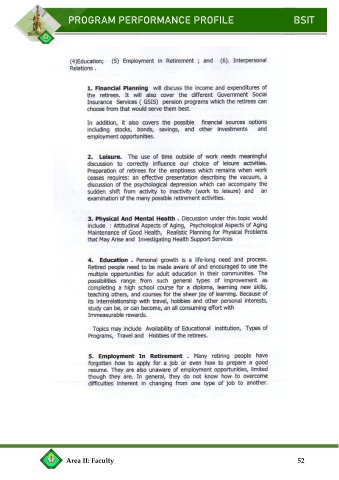 PROGRAM PERFORMANCE PROFILE BSIT
(4)Education; (5) Employment in Retirement ; and (6). Interpersonal
Relations .
1. Financial Planning will discuss the income and expenditures of
the retirees. It will also cover the different Government Social
Insurance Services ( GSIS) pension programs which the retirees can
choose from that would serve them best.
In addition, it also covers the possible financial sources options
including stocks, bonds, savings, and other investments and
employment opportunities.
2. Leisure. The use of time outside of work needs meaningful
discussion to correctly influence our choice of leisure activities.
Preparation of retirees for the emptiness which remains when work
ceases requires: an effective presentation describing the vacuum, a
discussion of the psychological depression which can accompany the
sudden shift from activity to inactivity (work to leisure) and an
examination of the many possible retirement activities.
3. Physical And Mental Health . Discussion under this topic would
include : Attitudinal Aspects of Aging, Psychological Aspects of Aging
Maintenance of Good Health, Realistic Planning for Physical Problems
that May Arise and Investigating Health Support Services
4. Education . Personal growth is a life-long need and process.
Retired people need to be made aware of and encouraged to use the
multiple opportunities for adult education in their communities. The
possibilities range from such general types of improvement as
completing a high school course for a diploma, learning new skills,
teaching others, and courses for the sheer joy of learning. Because of
its interrelationship with travel, hobbies and other personal interests,
study can be, or can become, an all consuming effort with
Immeasurable rewards.
Topics may include Availability of Educational Institution, Types of
Programs, Travel and Hobbies of the retirees.
5. Employment In Retirement . Many retiring people have
forgotten how to apply for a job or even how to prepare a good
resume. They are also unaware of employment opportunities, limited
though they are. In general, they do not know how to overcome
difficulties inherent in changing from one type of job to another.
Area II: Faculty 52